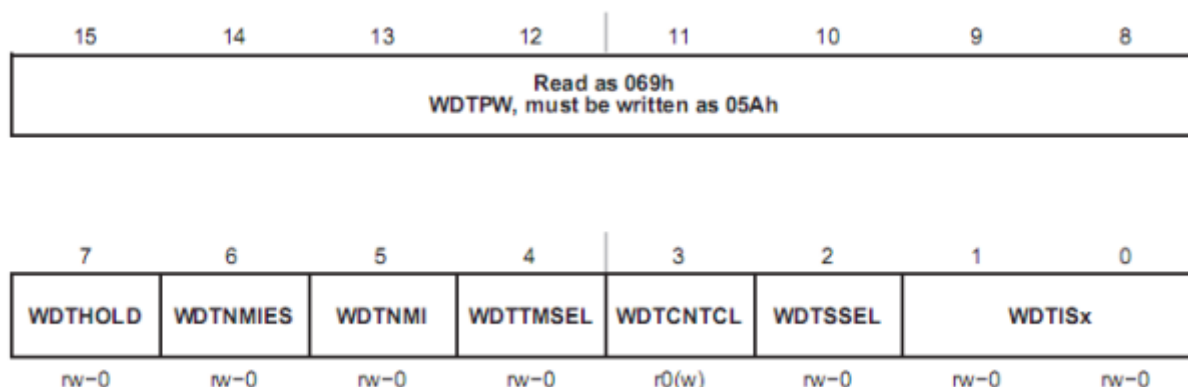 15 14 13 12 11 10 9 8
Read as 069h
WDTPW, must be written as 05Ah
7 6 5 4 3 2 1 0
WDTHOLD WDTNMIES WDTNMI WDTTMSEL WDTCNTCL WDTSSEL WDTISx
rw−0 rw−0 rw−0 rw−0 r0(w) rw−0 rw−0 rw−0